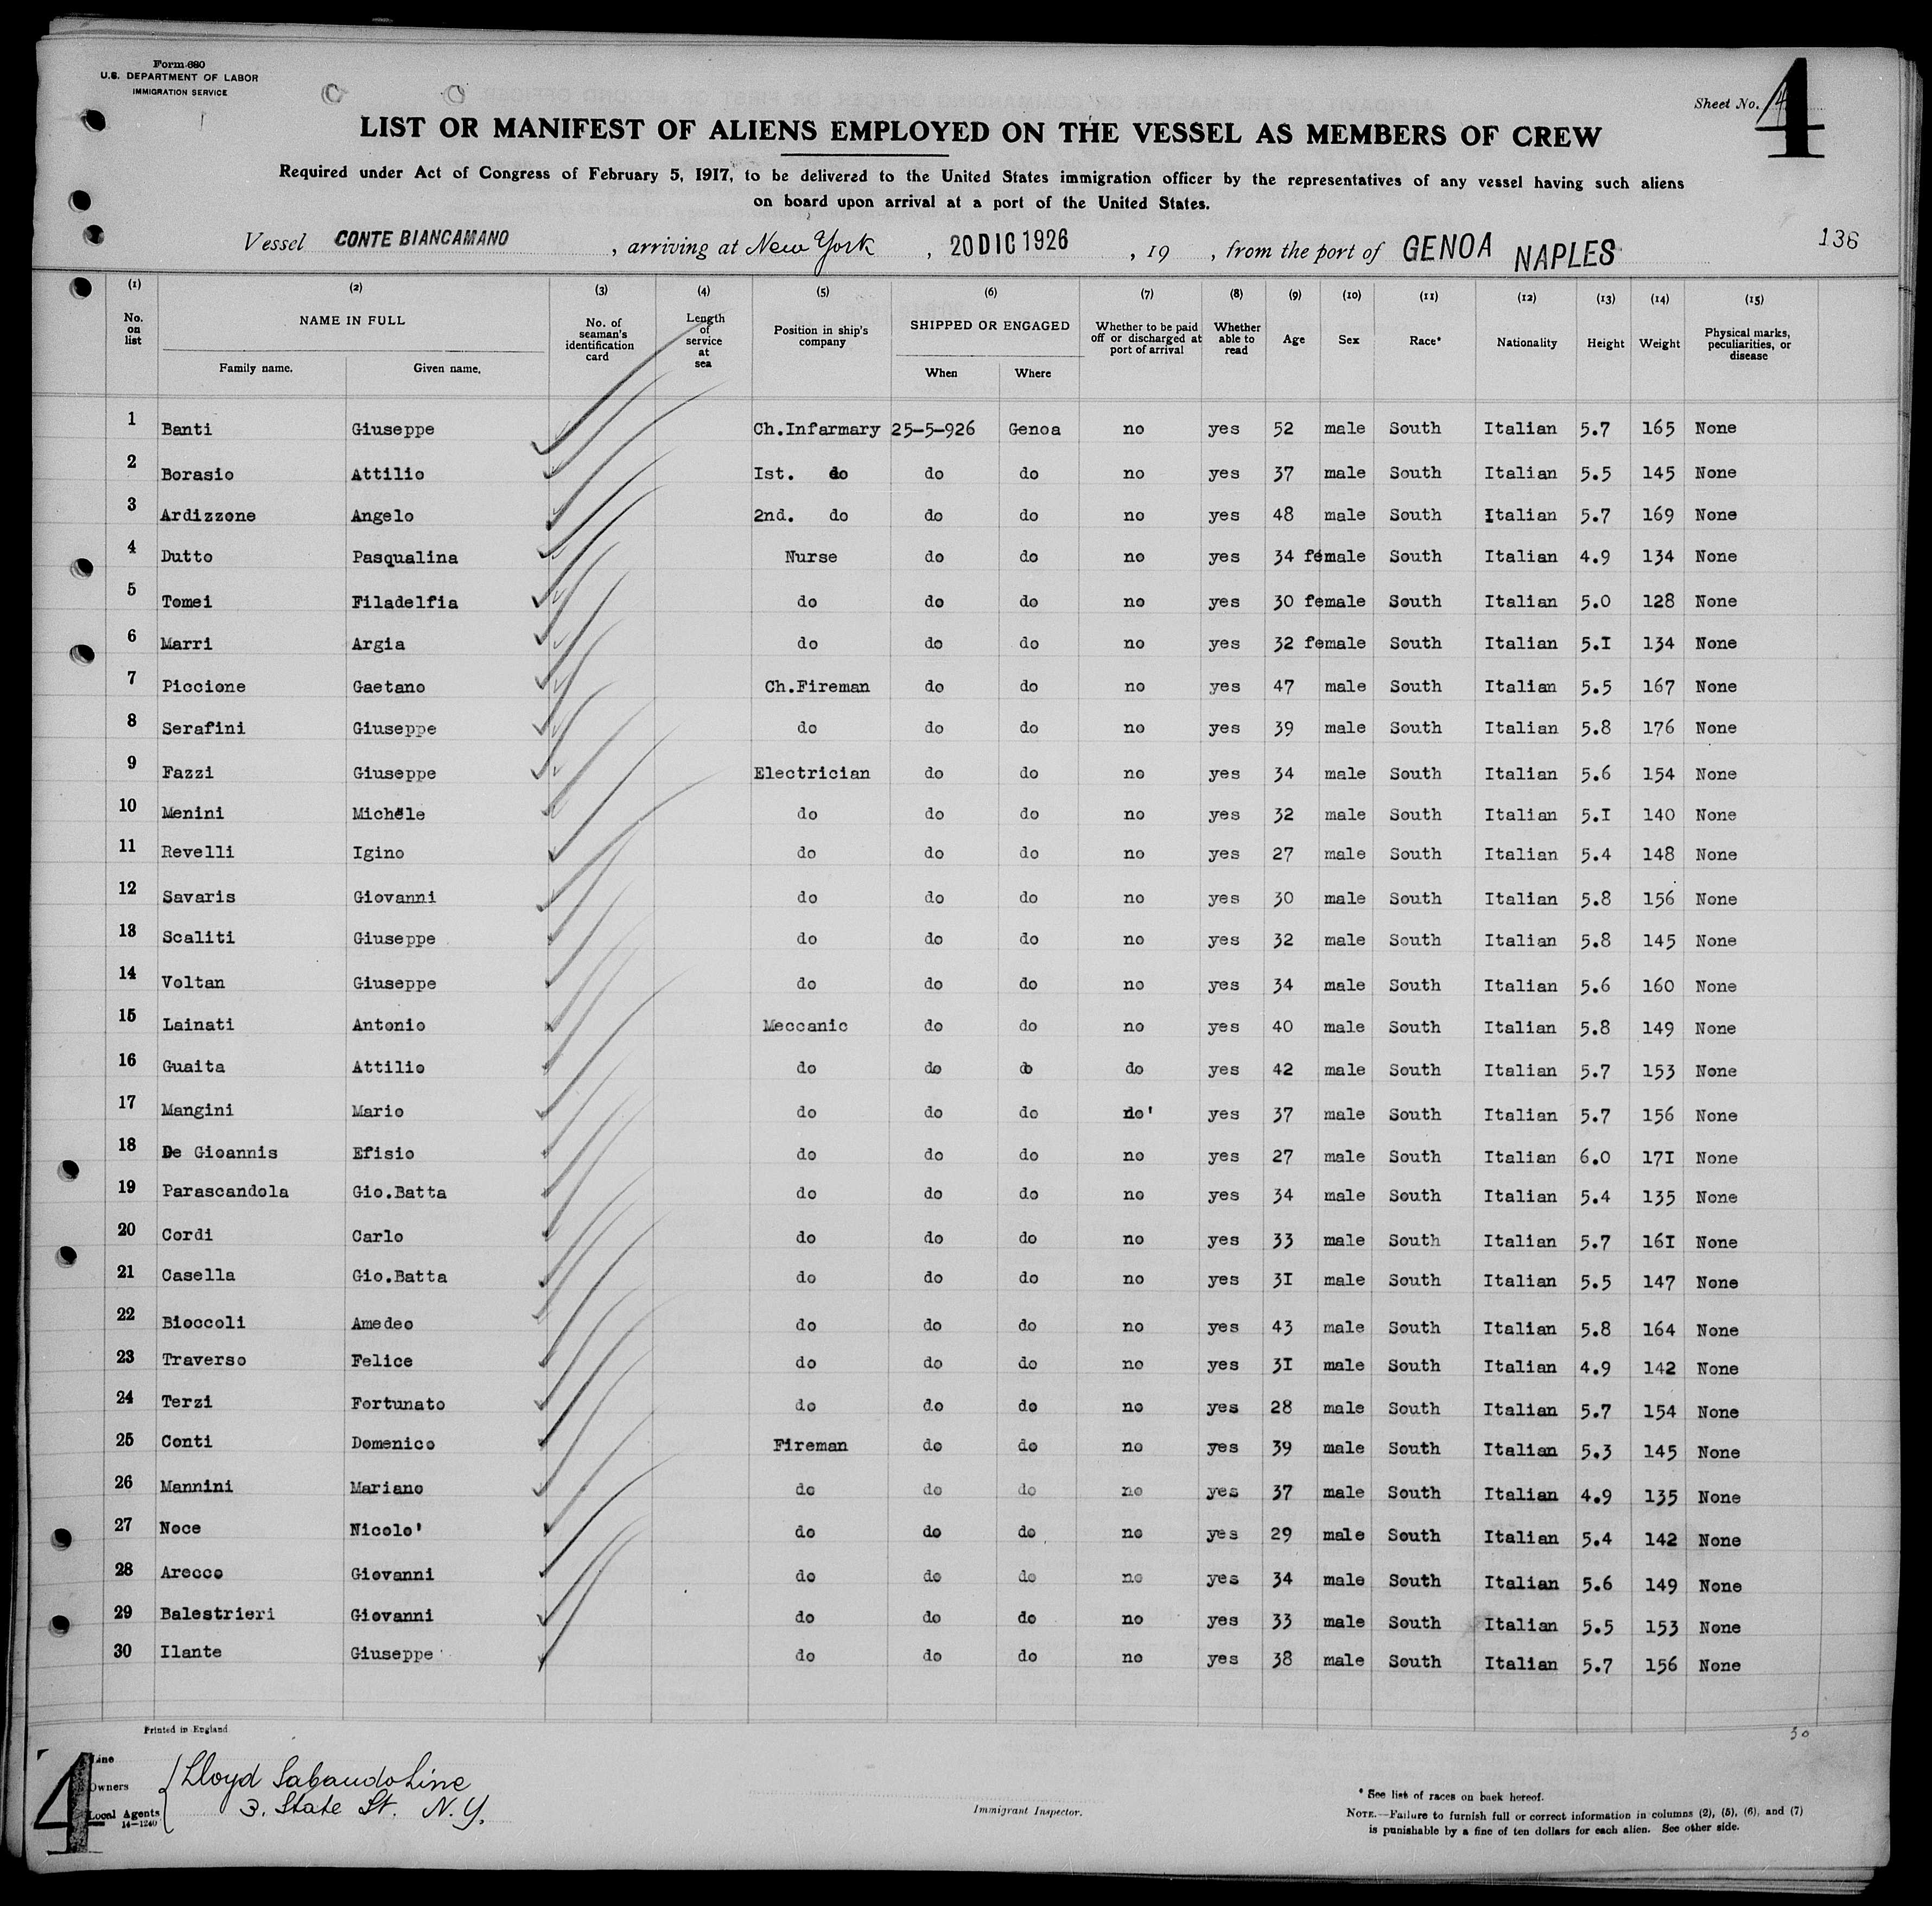 Form 680
U.S. DEPARTMENT OF LABOR
IMMIGRATION SERVICE
Sheet No. 4
4
LIST OR MANIFEST OF ALIENS EMPLOYED ON THE VESSEL AS MEMBERS OF CREW
Required under Act of Congress of February 5, 1917, to be delivered to the United States immigration officer by the representatives of any vessel having such aliens
on board upon arrival at a port of the United States.
Vessel CONTE BIANCAMANO, arriving at New York, 20 DIC 1926, 19 , from the port of GENOA NAPLES
136
(1) (2) (3) (4) (5) (6) (7) (8) (9) (10) (11) (12) (13) (14) (15)
No. on list NAME IN FULL Family name. Given name. No. of seaman's identification card Length of service at sea Position in ship's company SHIPPED OR ENGAGED When Where Whether to be paid off or discharged at port of arrival Whether able to read Age Sex Race* Nationality Height Weight Physical marks, peculiarities, or disease
1 Banti Giuseppe Ch.Infarmary 25-5-926 Genoa no yes 52 male South Italian 5.7 165 None
2 Borasio Attilio Ist. do do do no yes 37 male South Italian 5.5 145 None
3 Ardizzone Angelo 2nd. do do do no yes 48 male South Italian 5.7 169 None
4 Dutto Pasqualina Nurse do do no yes 34 female South Italian 4.9 134 None
5 Tomei Filadelfia do do do no yes 30 female South Italian 5.0 128 None
6 Marri Argia do do do no yes 32 female South Italian 5.I 134 None
7 Piccione Gaetano Ch.Fireman do do no yes 47 male South Italian 5.5 167 None
8 Serafini Giuseppe do do do no yes 39 male South Italian 5.8 176 None
9 Fazzi Giuseppe Electrician do do no yes 34 male South Italian 5.6 154 None
10 Menini Michele do do do no yes 32 male South Italian 5.I 140 None
11 Revelli Igino do do do no yes 27 male South Italian 5.4 148 None
12 Savaris Giovanni do do do no yes 30 male South Italian 5.8 156 None
13 Scaliti Giuseppe do do do no yes 32 male South Italian 5.8 145 None
14 Voltan Giuseppe do do do no yes 34 male South Italian 5.6 160 None
15 Lainati Antonio Meccanic do do no yes 40 male South Italian 5.8 149 None
16 Guaita Attilio do do do do yes 42 male South Italian 5.7 153 None
17 Mangini Mario do do do no' yes 37 male South Italian 5.7 156 None
18 De Gioannis Efisio do do do no yes 27 male South Italian 6.0 17I None
19 Parascandola Gio.Batta do do do no yes 34 male South Italian 5.4 135 None
20 Cordi Carlo do do do no yes 33 male South Italian 5.7 16I None
21 Casella Gio.Batta do do do no yes 3I male South Italian 5.5 147 None
22 Bioccoli Amedeo do do do no yes 43 male South Italian 5.8 164 None
23 Traverso Felice do do do no yes 3I male South Italian 4.9 142 None
24 Terzi Fortunato do do do no yes 28 male South Italian 5.7 154 None
25 Conti Domenico Fireman do do no yes 39 male South Italian 5.3 145 None
26 Mannini Mariano do do do no yes 37 male South Italian 4.9 135 None
27 Noce Nicolo' do do do no yes 29 male South Italian 5.4 142 None
28 Arecco Giovanni do do do no yes 34 male South Italian 5.6 149 None
29 Balestrieri Giovanni do do do no yes 33 male South Italian 5.5 153 None
30 Ilante Giuseppe do do do no yes 38 male South Italian 5.7 156 None
Printed in England
30
4
Line
Owners
Local Agents
14-1240
Lloyd Sabaudo Line
3. State St. N.Y.
Immigrant Inspector.
* See list of races on back hereof.
NOTE.—Failure to furnish full or correct information in columns (2), (5), (6), and (7)
is punishable by a fine of ten dollars for each alien. See other side.